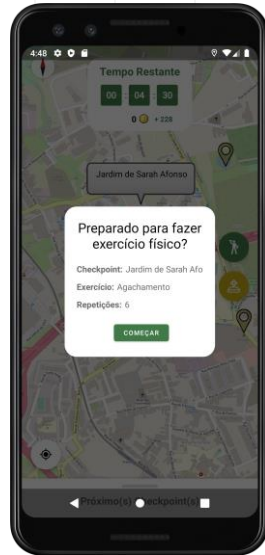 4:48
Tempo Restante
00 : 04 : 30
0 + 228
Jardim de Sarah Afonso
Preparado para fazer
exercício físico?
Checkpoint: Jardim de Sarah Afo
Exercício: Agachamento
Repetições: 6
COMEÇAR
Próximo(s) Checkpoint(s)